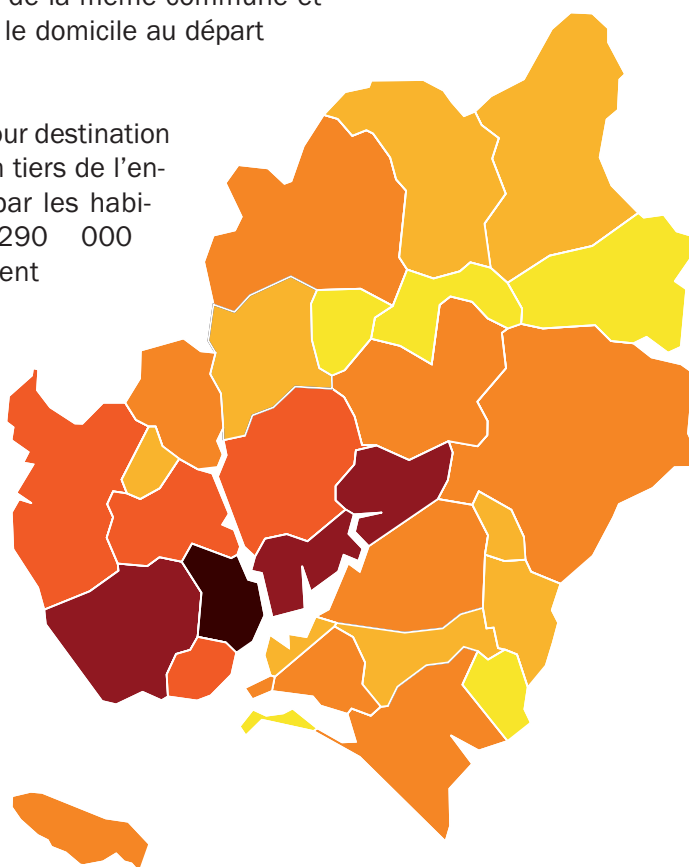 de la même commune et
le domicile au départ
our destination
n tiers de l'en-
par les habi-
290 000
ent